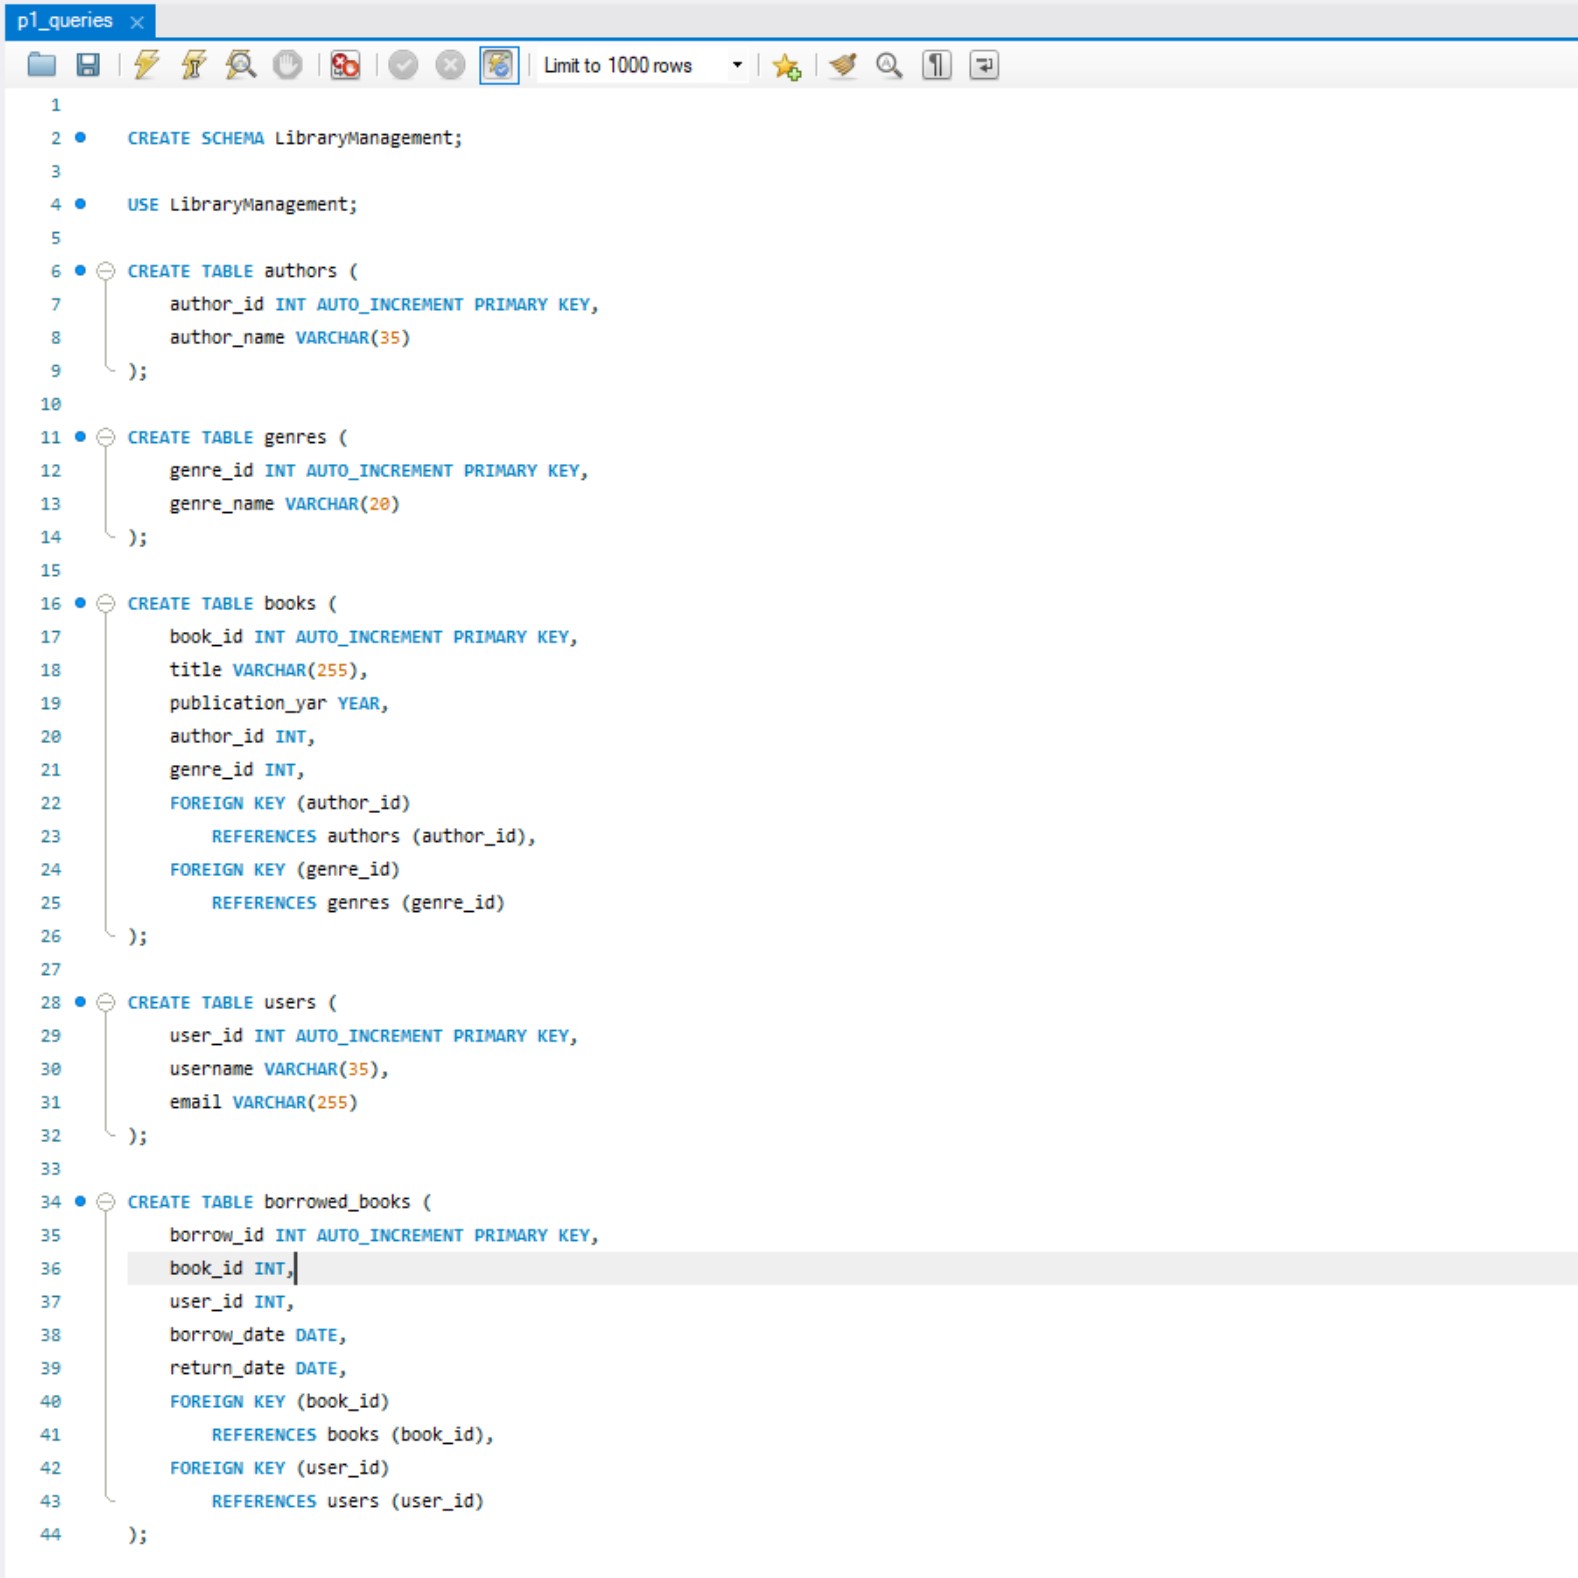 p1_queries ×
Limit to 1000 rows
1
2 CREATE SCHEMA LibraryManagement;
3
4 USE LibraryManagement;
5
6 CREATE TABLE authors (
7 author_id INT AUTO_INCREMENT PRIMARY KEY,
8 author_name VARCHAR(35)
9 );
10
11 CREATE TABLE genres (
12 genre_id INT AUTO_INCREMENT PRIMARY KEY,
13 genre_name VARCHAR(20)
14 );
15
16 CREATE TABLE books (
17 book_id INT AUTO_INCREMENT PRIMARY KEY,
18 title VARCHAR(255),
19 publication_yar YEAR,
20 author_id INT,
21 genre_id INT,
22 FOREIGN KEY (author_id)
23 REFERENCES authors (author_id),
24 FOREIGN KEY (genre_id)
25 REFERENCES genres (genre_id)
26 );
27
28 CREATE TABLE users (
29 user_id INT AUTO_INCREMENT PRIMARY KEY,
30 username VARCHAR(35),
31 email VARCHAR(255)
32 );
33
34 CREATE TABLE borrowed_books (
35 borrow_id INT AUTO_INCREMENT PRIMARY KEY,
36 book_id INT,
37 user_id INT,
38 borrow_date DATE,
39 return_date DATE,
40 FOREIGN KEY (book_id)
41 REFERENCES books (book_id),
42 FOREIGN KEY (user_id)
43 REFERENCES users (user_id)
44 );